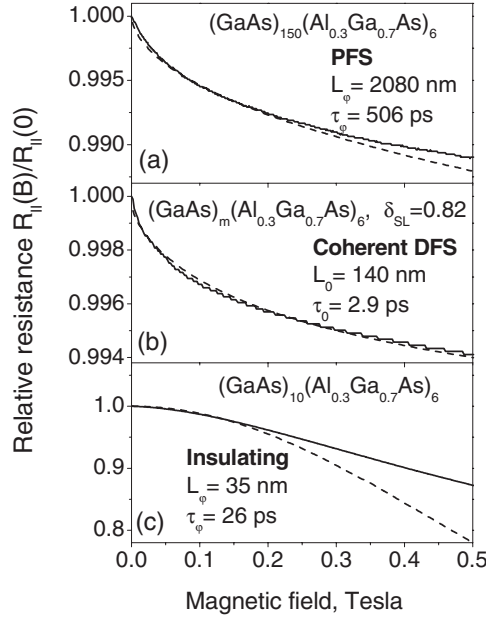 Relative resistance R||(B)/R||(0)
1.000
0.995
0.990
(GaAs)150(Al0.3Ga0.7As)6
PFS
Lφ= 2080 nm
τφ= 506 ps
(a)
1.000
0.998
0.996
0.994
(GaAs)m(Al0.3Ga0.7As)6, δSL=0.82
Coherent DFS
L0= 140 nm
τ0= 2.9 ps
(b)
1.0
0.9
0.8
(GaAs)10(Al0.3Ga0.7As)6
Insulating
Lφ= 35 nm
τφ= 26 ps
(c)
0.0 0.1 0.2 0.3 0.4 0.5
Magnetic field, Tesla